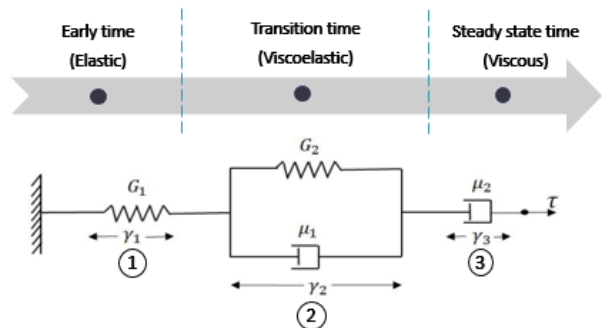 Early time
(Elastic)
Transition time
(Viscoelastic)
Steady state time
(Viscous)
G₁
γ₁
①
G₂
μ₁
γ₂
②
μ₂
τ
γ₃
③